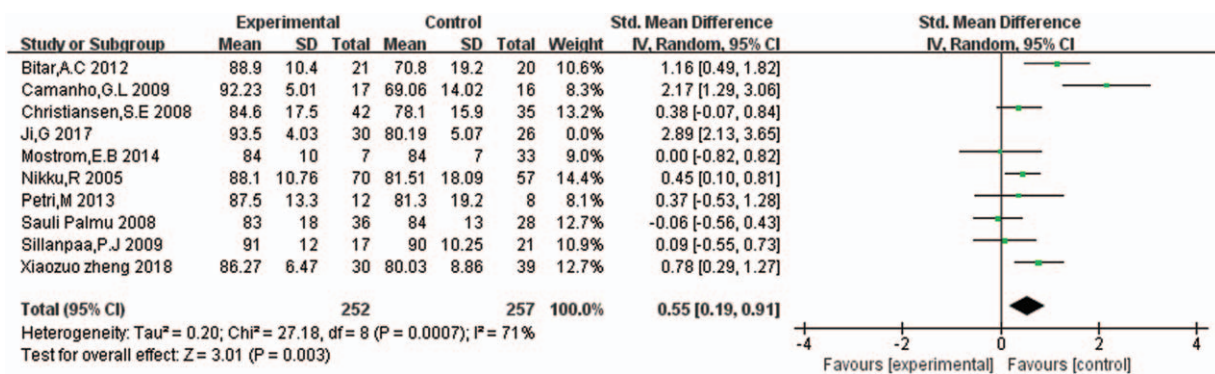 Experimental Control Std. Mean Difference Std. Mean Difference
Study or Subgroup Mean SD Total Mean SD Total Weight IV, Random, 95% CI IV, Random, 95% CI
Bitar,A.C 2012 88.9 10.4 21 70.8 19.2 20 10.6% 1.16 [0.49, 1.82]
Camanho,G.L 2009 92.23 5.01 17 69.06 14.02 16 8.3% 2.17 [1.29, 3.06]
Christiansen,S.E 2008 84.6 17.5 42 78.1 15.9 35 13.2% 0.38 [-0.07, 0.84]
Ji,G 2017 93.5 4.03 30 80.19 5.07 26 0.0% 2.89 [2.13, 3.65]
Mostrom,E.B 2014 84 10 7 84 7 33 9.0% 0.00 [-0.82, 0.82]
Nikku,R 2005 88.1 10.76 70 81.51 18.09 57 14.4% 0.45 [0.10, 0.81]
Petri,M 2013 87.5 13.3 12 81.3 19.2 8 8.1% 0.37 [-0.53, 1.28]
Sauli Palmu 2008 83 18 36 84 13 28 12.7% -0.06 [-0.56, 0.43]
Sillanpaa,P.J 2009 91 12 17 90 10.25 21 10.9% 0.09 [-0.55, 0.73]
Xiaozuo zheng 2018 86.27 6.47 30 80.03 8.86 39 12.7% 0.78 [0.29, 1.27]
Total (95% CI) 252 257 100.0% 0.55 [0.19, 0.91]
Heterogeneity: Tau² = 0.20; Chi² = 27.18, df = 8 (P = 0.0007); I² = 71%
Test for overall effect: Z = 3.01 (P = 0.003)
-4 -2 0 2 4
Favours [experimental] Favours [control]